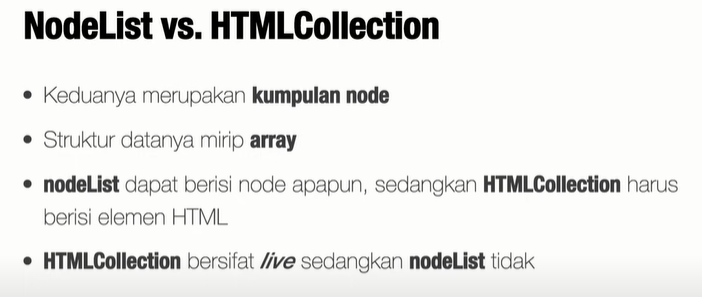 NodeList vs. HTMLCollection
• Keduanya merupakan kumpulan node
• Struktur datanya mirip array
• nodeList dapat berisi node apapun, sedangkan HTMLCollection harus
berisi elemen HTML
• HTMLCollection bersifat live sedangkan nodeList tidak